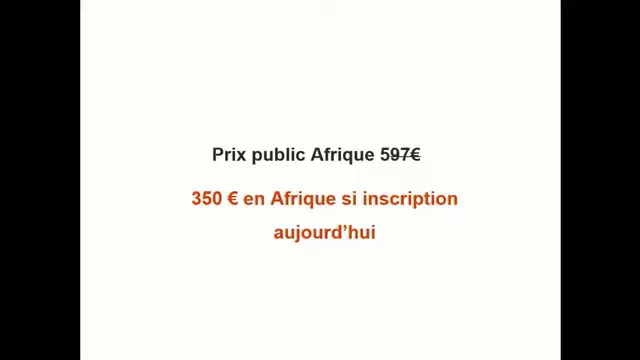 Prix public Afrique 597€
350 € en Afrique si inscription
aujourd’hui